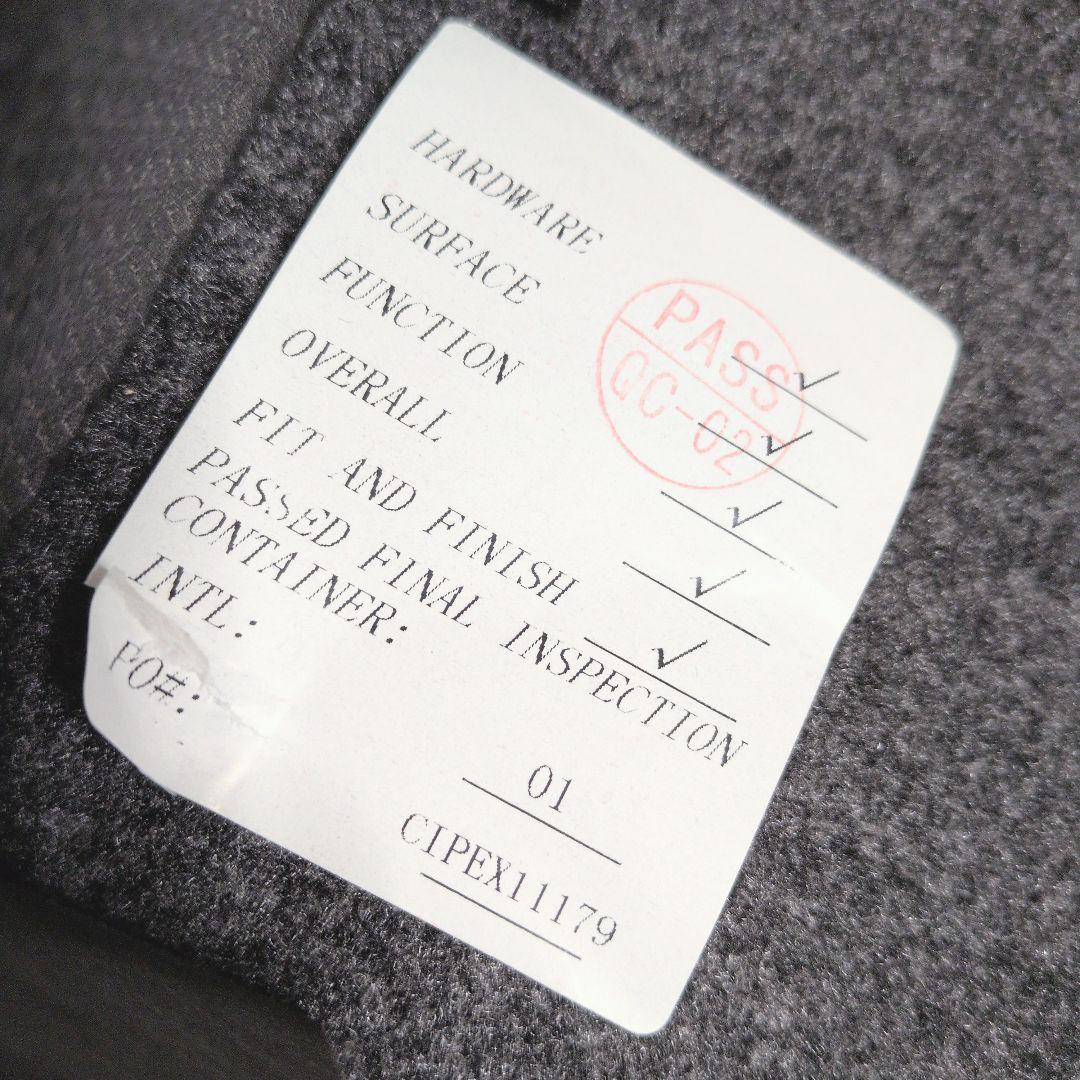 HARDWARE ✓
SURFACE ✓
FUNCTION ✓
OVERALL ✓
FIT AND FINISH ✓
PASSED FINAL INSPECTION
CONTAINER:
INTL: 01
PO#: CIPEX11179
PASS
QC-02